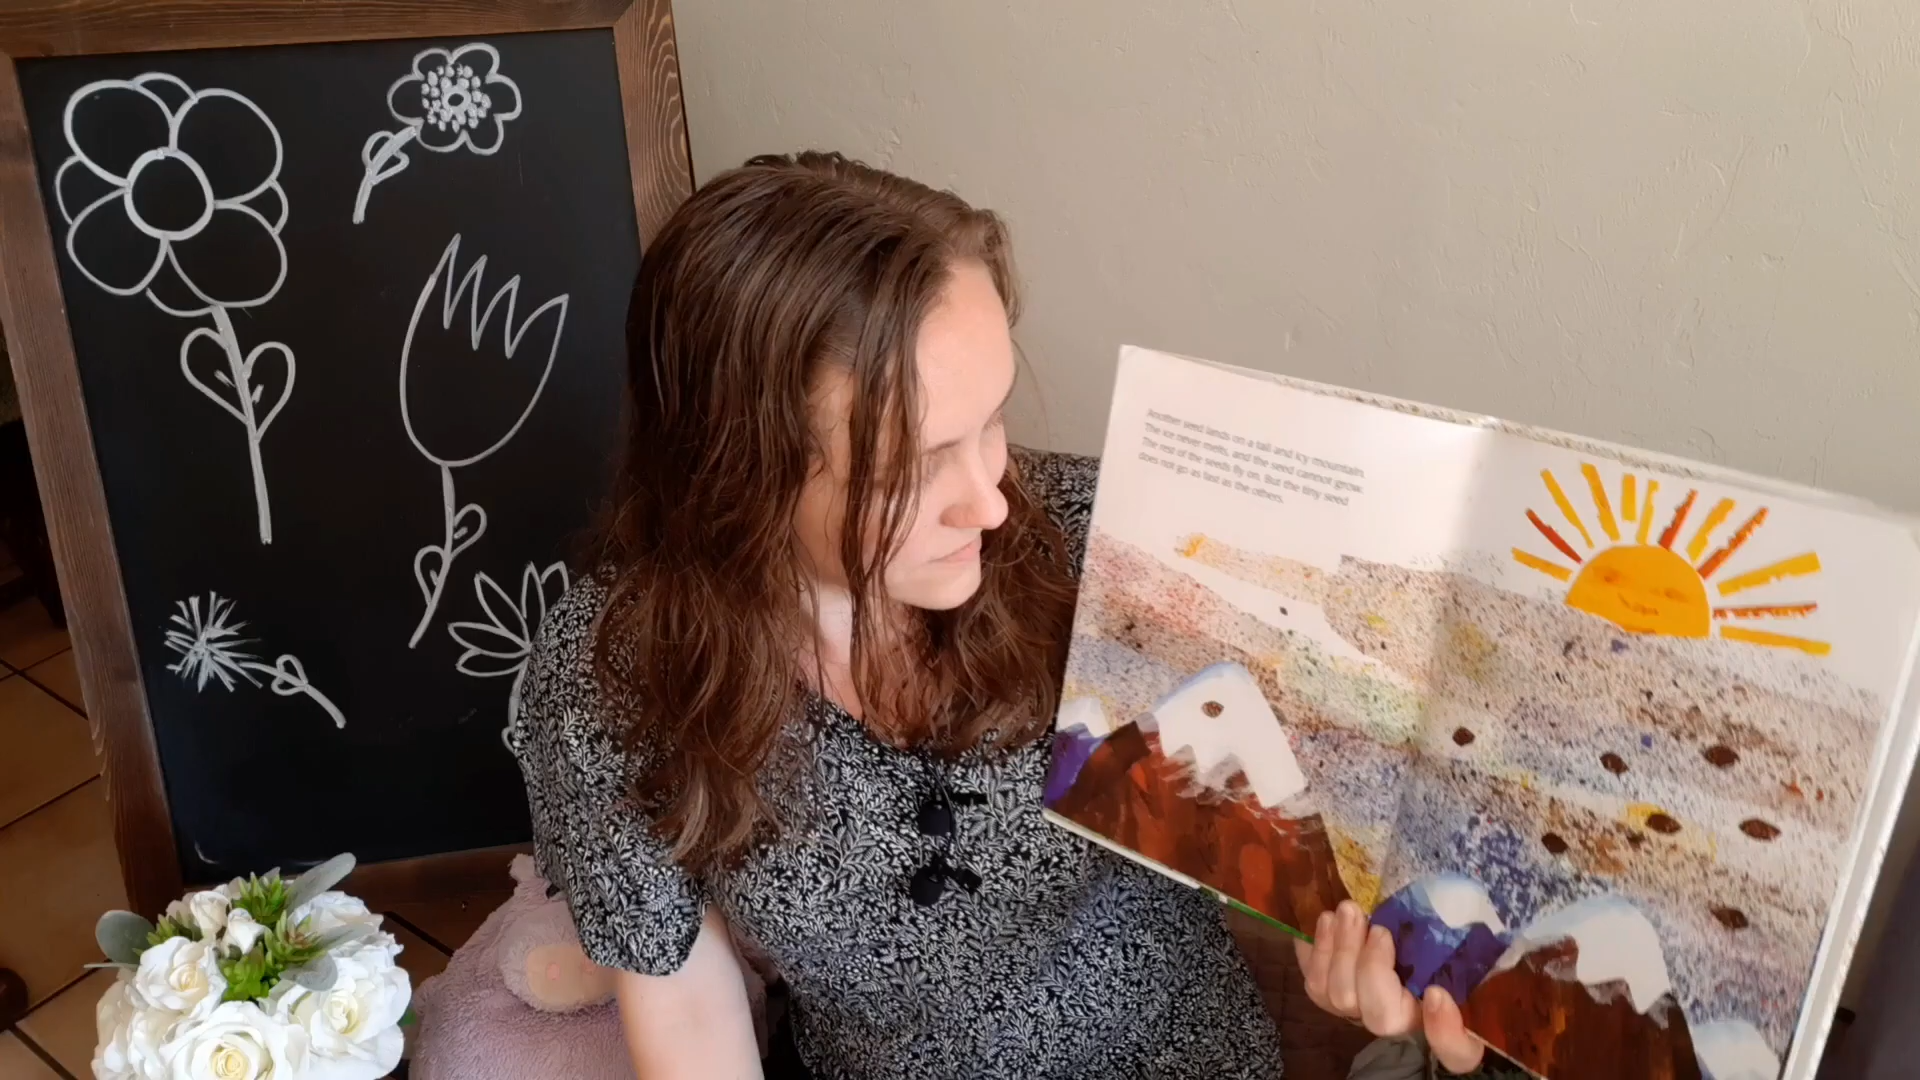 Another seed lands on a tall and icy mountain.
The ice never melts, and the seed cannot grow.
The rest of the seeds fly on. But the tiny seed
does not go as fast as the others.